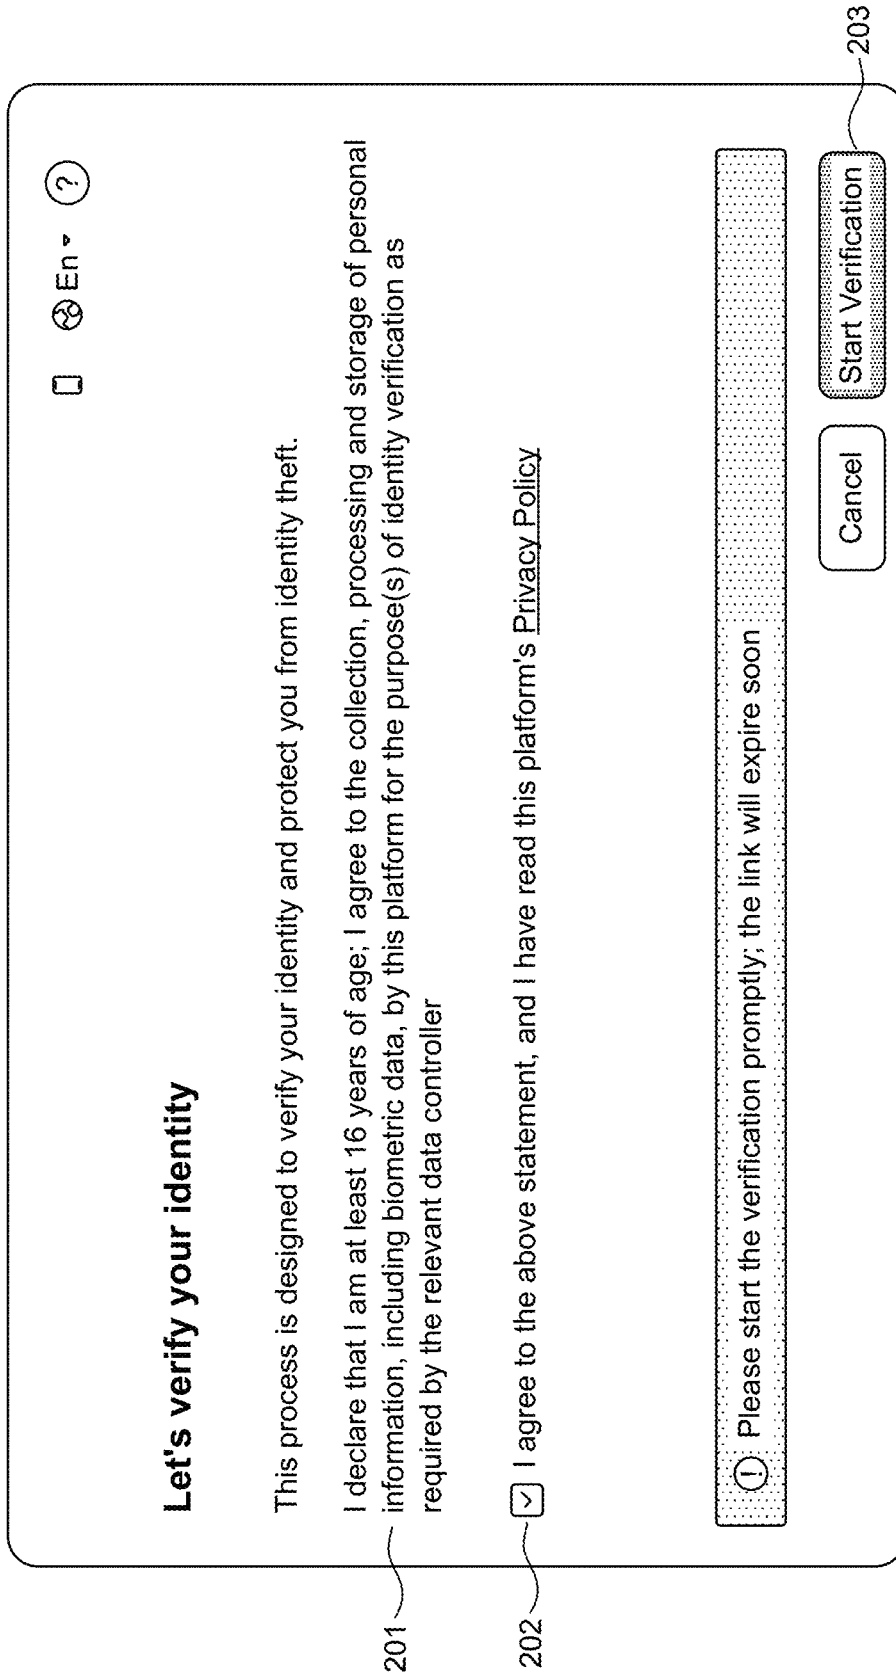 En
?
Let's verify your identity
This process is designed to verify your identity and protect you from identity theft.
I declare that I am at least 16 years of age; I agree to the collection, processing and storage of personal
201
information, including biometric data, by this platform for the purpose(s) of identity verification as
required by the relevant data controller
202
I agree to the above statement, and I have read this platform's Privacy Policy
! Please start the verification promptly; the link will expire soon
Cancel
Start Verification
203